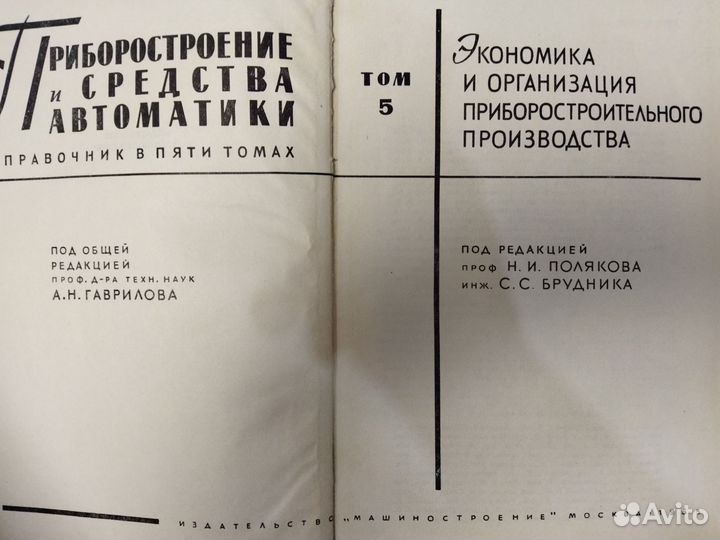 ПРИБОРОСТРОЕНИЕ
И СРЕДСТВА
АВТОМАТИКИ
СПРАВОЧНИК В ПЯТИ ТОМАХ
ПОД ОБЩЕЙ
РЕДАКЦИЕЙ
ПРОФ. Д-РА ТЕХН. НАУК
А.Н. ГАВРИЛОВА
ТОМ
5
ЭКОНОМИКА
И ОРГАНИЗАЦИЯ
ПРИБОРОСТРОИТЕЛЬНОГО
ПРОИЗВОДСТВА
ПОД РЕДАКЦИЕЙ
ПРОФ Н.И. ПОЛЯКОВА
ИНЖ. С.С. БРУДНИКА
ИЗДАТЕЛЬСТВО "МАШИНОСТРОЕНИЕ" МОСКВА
Avito